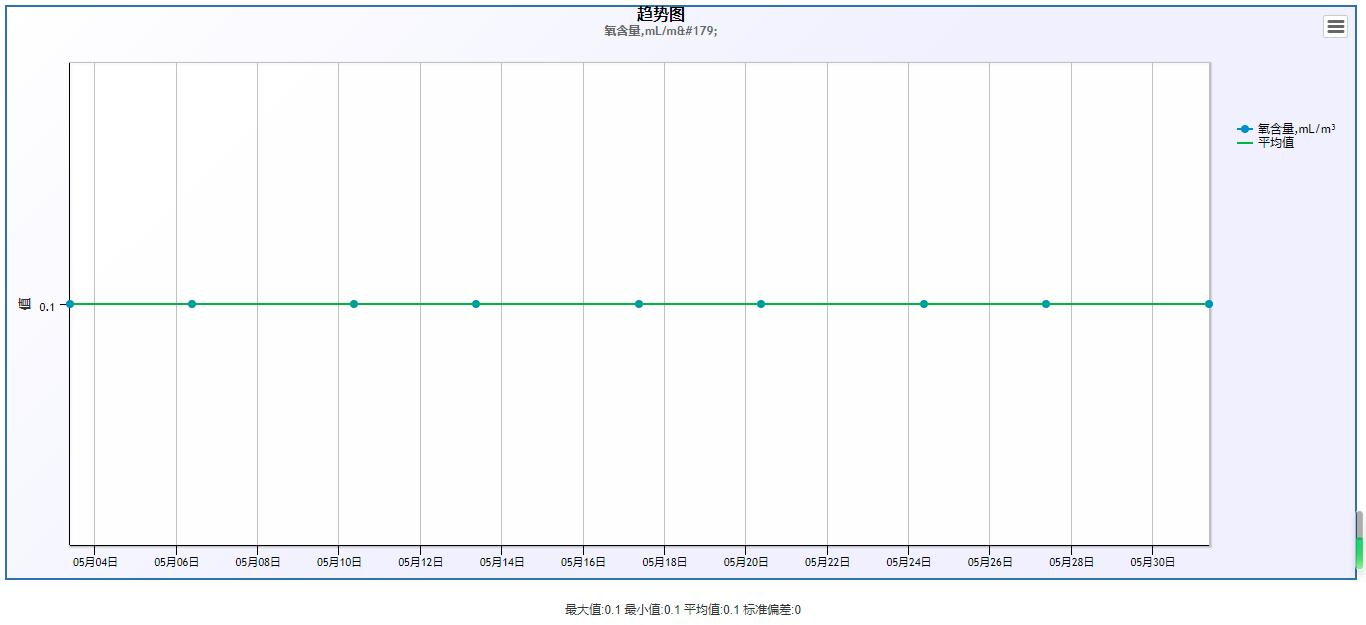 趋势图
氧含量,mL/m&#179;
氧含量,mL/m³
平均值
值
0.1
05月04日 05月06日 05月08日 05月10日 05月12日 05月14日 05月16日 05月18日 05月20日 05月22日 05月24日 05月26日 05月28日 05月30日
最大值:0.1 最小值:0.1 平均值:0.1 标准偏差:0